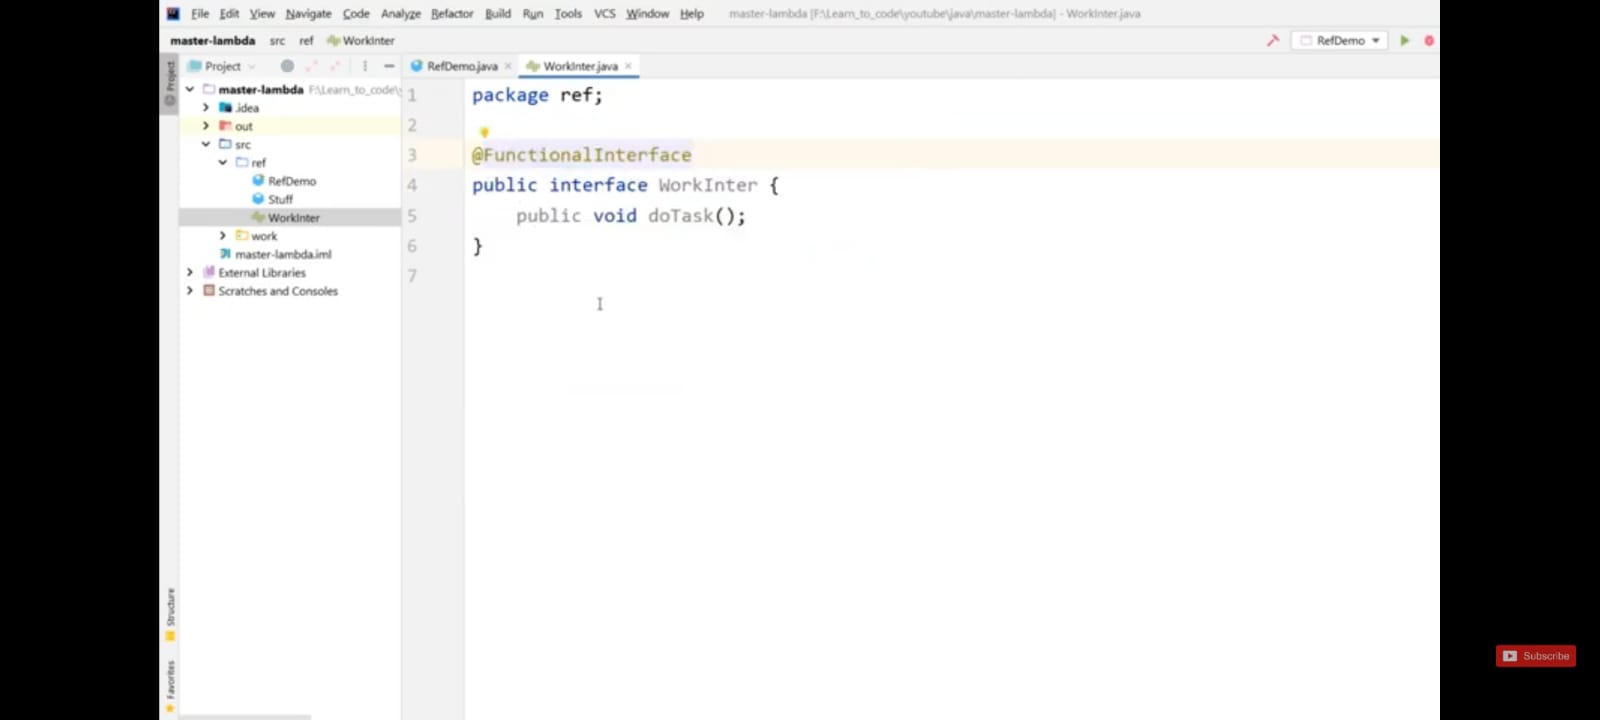 File Edit View Navigate Code Analyze Refactor Build Run Tools VCS Window Help master-lambda [F:\Learn_to_code\youtube\java\master-lambda] - WorkInter.java
master-lambda src ref WorkInter RefDemo
Project RefDemo.java WorkInter.java
Project
master-lambda F:\Learn_to_code\
.idea
out
src
ref
RefDemo
Stuff
WorkInter
work
master-lambda.iml
External Libraries
Scratches and Consoles
1 package ref;
2
3 @FunctionalInterface
4 public interface WorkInter {
5 public void doTask();
6 }
7
Structure
Favorites
Subscribe